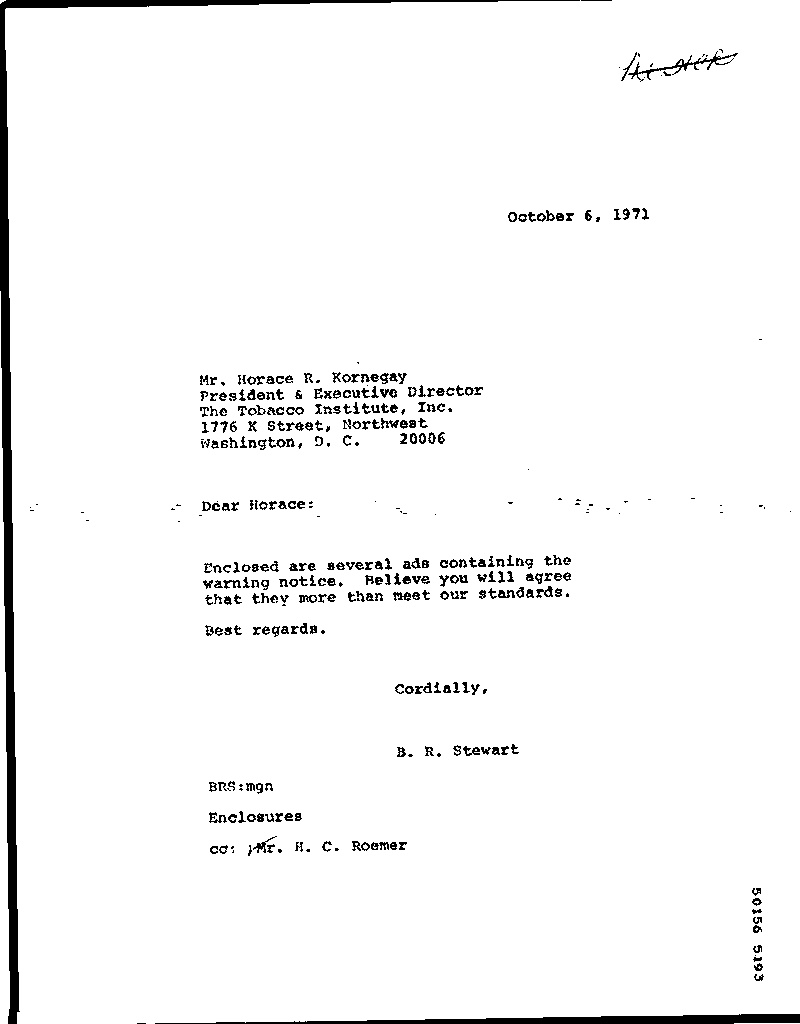 October 6, 1971
Mr. Horace R. Kornegay
President & Executive Director
The Tobacco Institute, Inc.
1776 K Street, Northwest
Washington, D. C. 20006
Dear Horace:
Enclosed are several ads containing the
warning notice. Believe you will agree
that they more than meet our standards.
Best regards.
Cordially,
B. R. Stewart
BRS:mgn
Enclosures
cc: Mr. H. C. Roemer
50156 5193